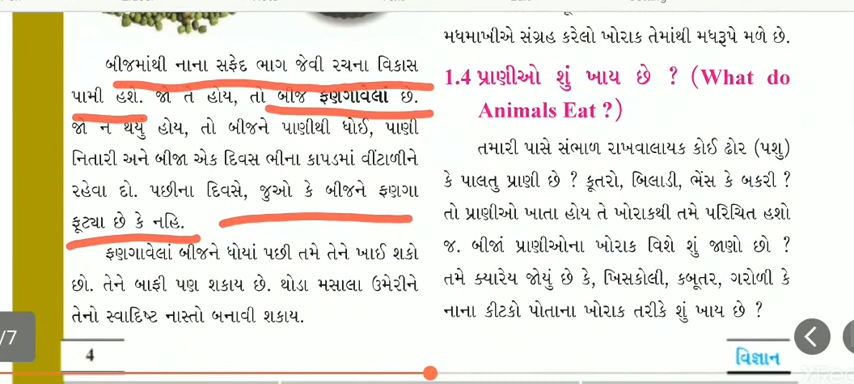 બીજમાંથી નાના સફેદ ભાગ જેવી રચના વિકાસ
પામી હશે. જો તે હોય, તો બીજ ફણગાવેલાં છે.
જો ન થયું હોય, તો બીજને પાણીથી ધોઈ, પાણી
નિતારી અને બીજા એક દિવસ ભીના કાપડમાં વીંટાળીને
રહેવા દો. પછીના દિવસે, જુઓ કે બીજને ફણગા
ફૂટ્યા છે કે નહિ.
ફણગાવેલાં બીજને ધોયાં પછી તમે તેને ખાઈ શકો
છો. તેને બાફી પણ શકાય છે. થોડા મસાલા ઉમેરીને
તેનો સ્વાદિષ્ટ નાસ્તો બનાવી શકાય.
/7
4
મધમાખીએ સંગ્રહ કરેલો ખોરાક તેમાંથી મધરૂપે મળે છે.
1.4 પ્રાણીઓ શું ખાય છે ? (What do
Animals Eat ?)
તમારી પાસે સંભાળ રાખવાલાયક કોઈ ઢોર (પશુ)
કે પાલતુ પ્રાણી છે ? કૂતરો, બિલાડી, ભેંસ કે બકરી ?
તો પ્રાણીઓ ખાતા હોય તે ખોરાકથી તમે પરિચિત હશો
જ. બીજાં પ્રાણીઓના ખોરાક વિશે શું જાણો છો ?
તમે ક્યારેય જોયું છે કે, ખિસકોલી, કબૂતર, ગરોળી કે
નાના કીટકો પોતાના ખોરાક તરીકે શું ખાય છે ?
વિજ્ઞાન